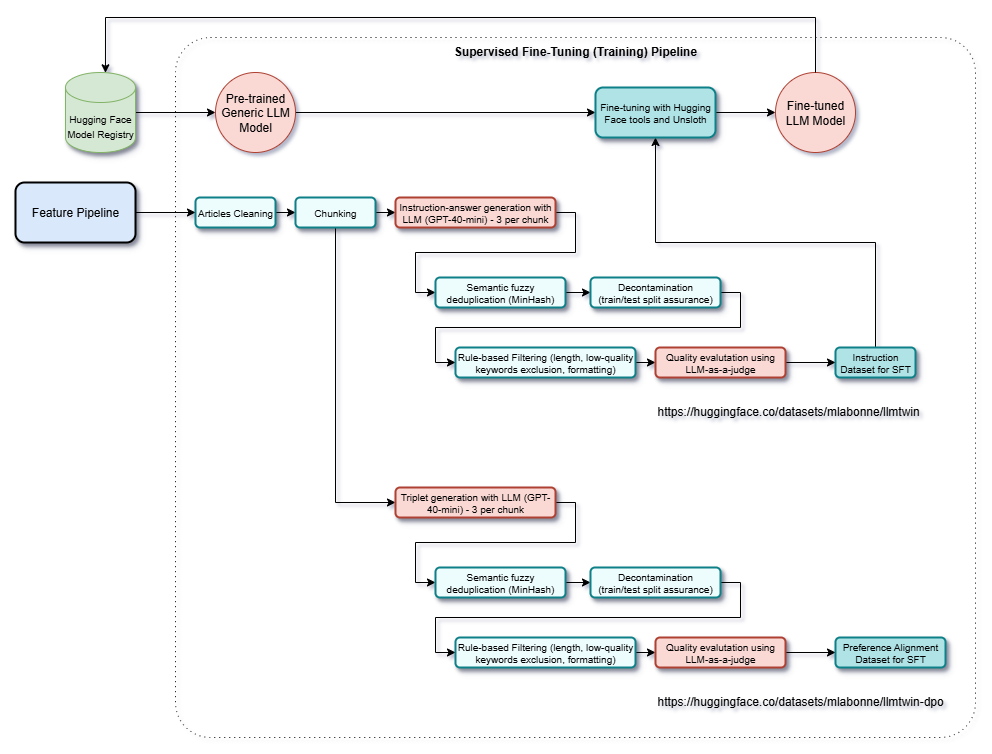 Supervised Fine-Tuning (Training) Pipeline
Hugging Face
Model Registry
Pre-trained
Generic LLM
Model
Fine-tuning with Hugging
Face tools and Unsloth
Fine-tuned
LLM Model
Feature Pipeline
Articles Cleaning
Chunking
Instruction-answer generation with
LLM (GPT-40-mini) - 3 per chunk
Semantic fuzzy
deduplication (MinHash)
Decontamination
(train/test split assurance)
Rule-based Filtering (length, low-quality
keywords exclusion, formatting)
Quality evalutation using
LLM-as-a-judge
Instruction
Dataset for SFT
https://huggingface.co/datasets/mlabonne/llmtwin
Triplet generation with LLM (GPT-
40-mini) - 3 per chunk
Semantic fuzzy
deduplication (MinHash)
Decontamination
(train/test split assurance)
Rule-based Filtering (length, low-quality
keywords exclusion, formatting)
Quality evalutation using
LLM-as-a-judge
Preference Alignment
Dataset for SFT
https://huggingface.co/datasets/mlabonne/llmtwin-dpo